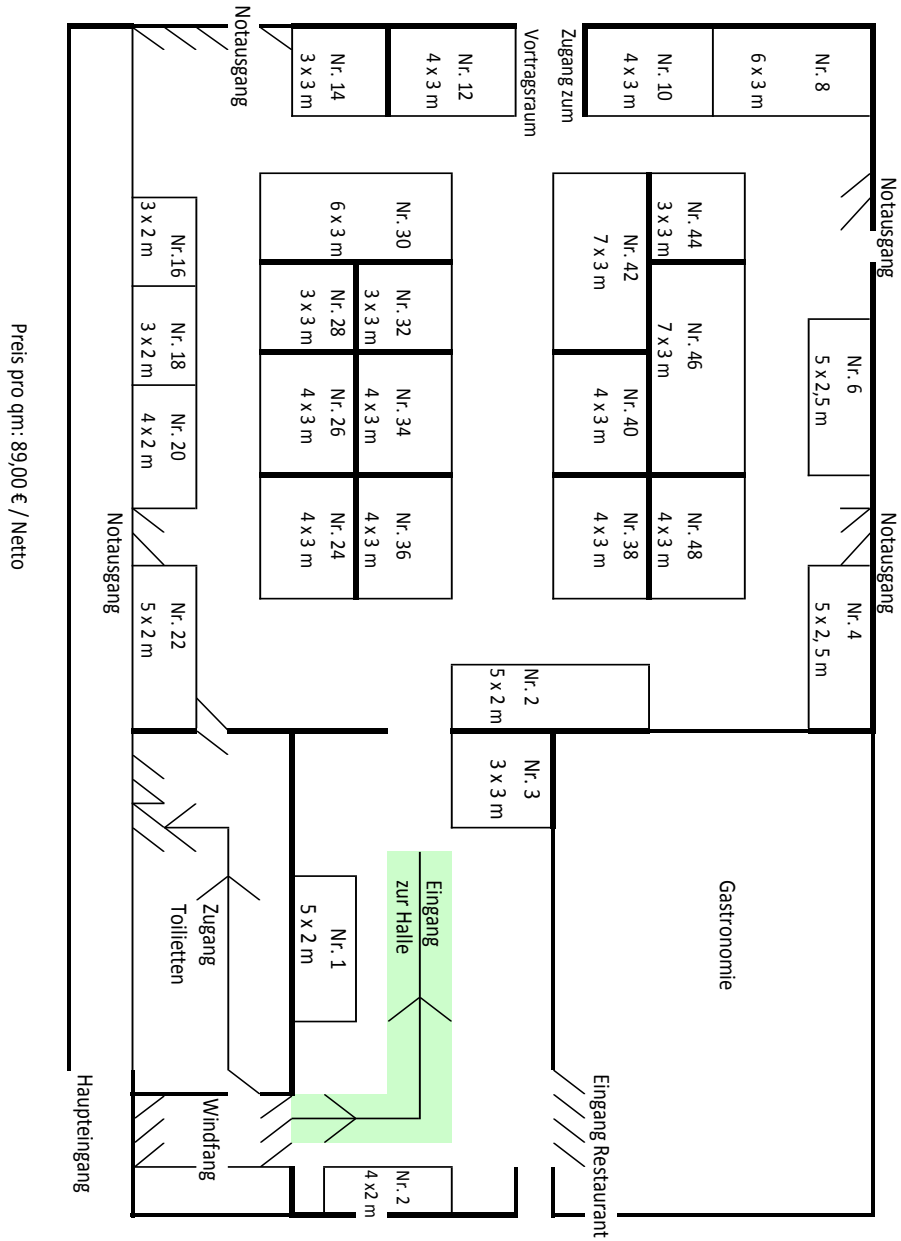 Notausgang
Notausgang
Nr. 8
6 x 3 m
Nr. 6
5 x 2,5 m
Nr. 4
5 x 2, 5 m
Gastronomie
Nr. 10
4 x 3 m
Nr. 44
3 x 3 m
Nr. 46
7 x 3 m
Nr. 48
4 x 3 m
Nr. 42
7 x 3 m
Nr. 40
4 x 3 m
Nr. 38
4 x 3 m
Eingang Restaurant
Zugang zum
Vortragsraum
Nr. 2
5 x 2 m
Nr. 3
3 x 3 m
Nr. 12
4 x 3 m
Nr. 30
6 x 3 m
Nr. 32
3 x 3 m
Nr. 34
4 x 3 m
Nr. 36
4 x 3 m
Eingang
zur Halle
Nr. 2
4 x2 m
Nr. 14
3 x 3 m
Nr. 28
3 x 3 m
Nr. 26
4 x 3 m
Nr. 24
4 x 3 m
Nr. 1
5 x 2 m
Notausgang
Zugang
Toiletten
Windfang
Nr.16
3 x 2 m
Nr. 18
3 x 2 m
Nr. 20
4 x 2 m
Nr. 22
5 x 2 m
Notausgang
Haupteingang
Preis pro qm: 89,00 € / Netto